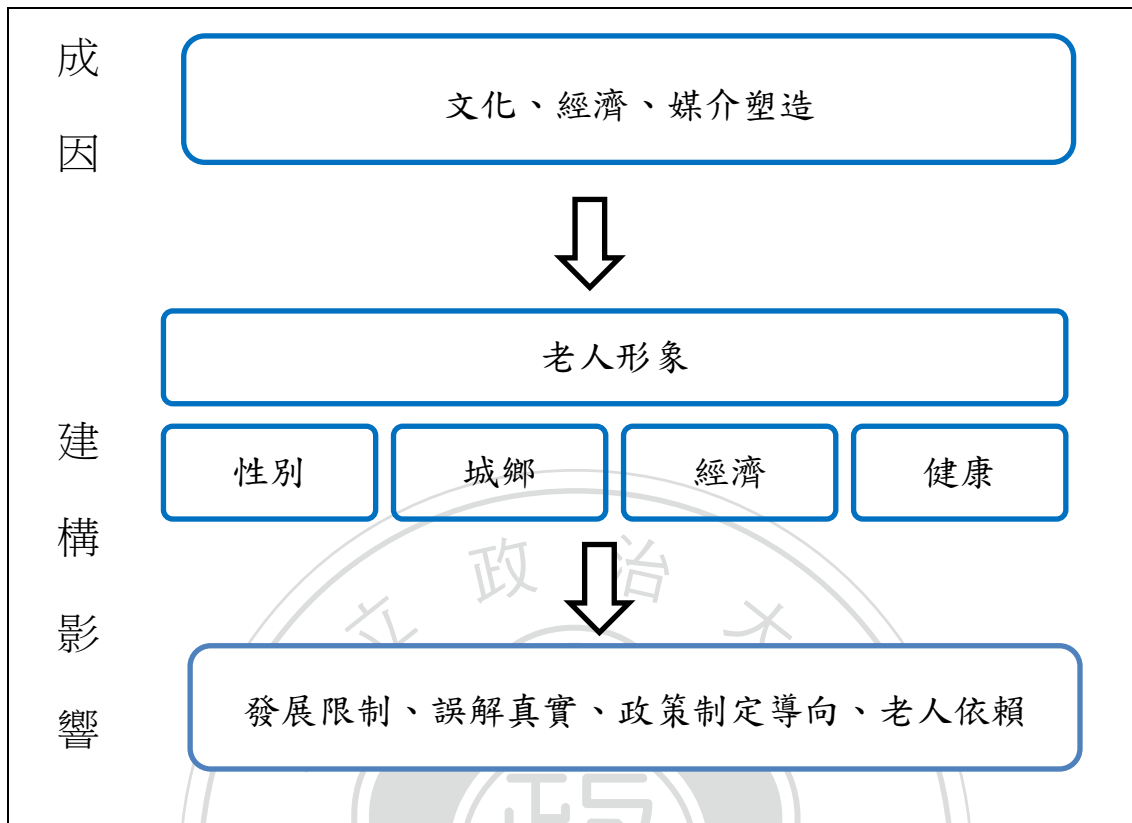 成因
文化、經濟、媒介塑造
老人形象
建構影響
性別
城鄉
經濟
健康
政治
立
大
發展限制、誤解真實、政策制定導向、老人依賴